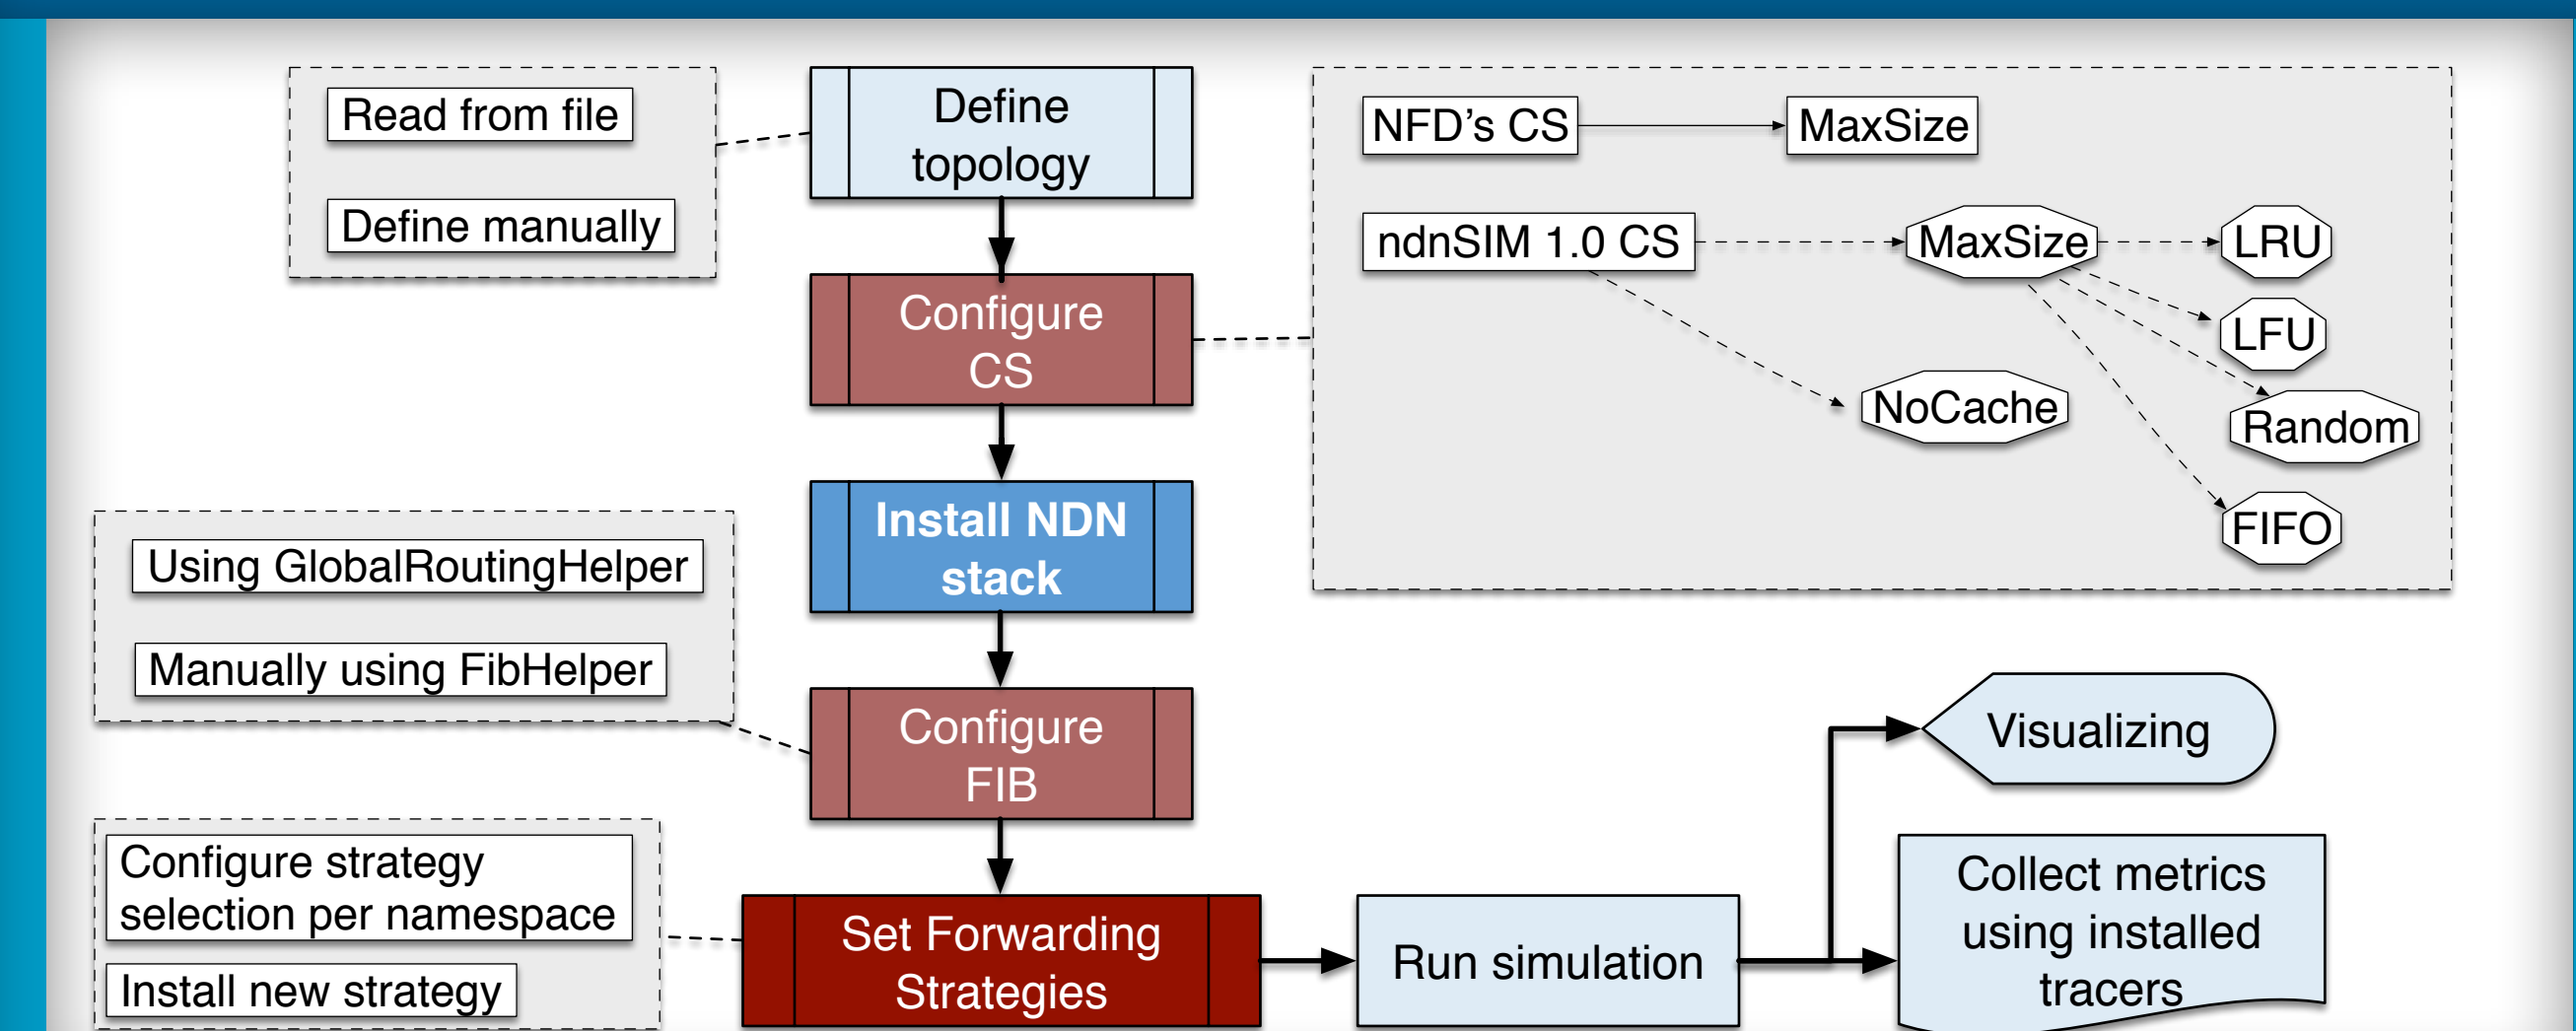 Read from file
Define manually
Define
topology
NFD’s CS
MaxSize
ndnSIM 1.0 CS
MaxSize
LRU
LFU
Random
FIFO
NoCache
Configure
CS
Install NDN
stack
Using GlobalRoutingHelper
Manually using FibHelper
Configure
FIB
Configure strategy
selection per namespace
Install new strategy
Set Forwarding
Strategies
Run simulation
Visualizing
Collect metrics
using installed
tracers